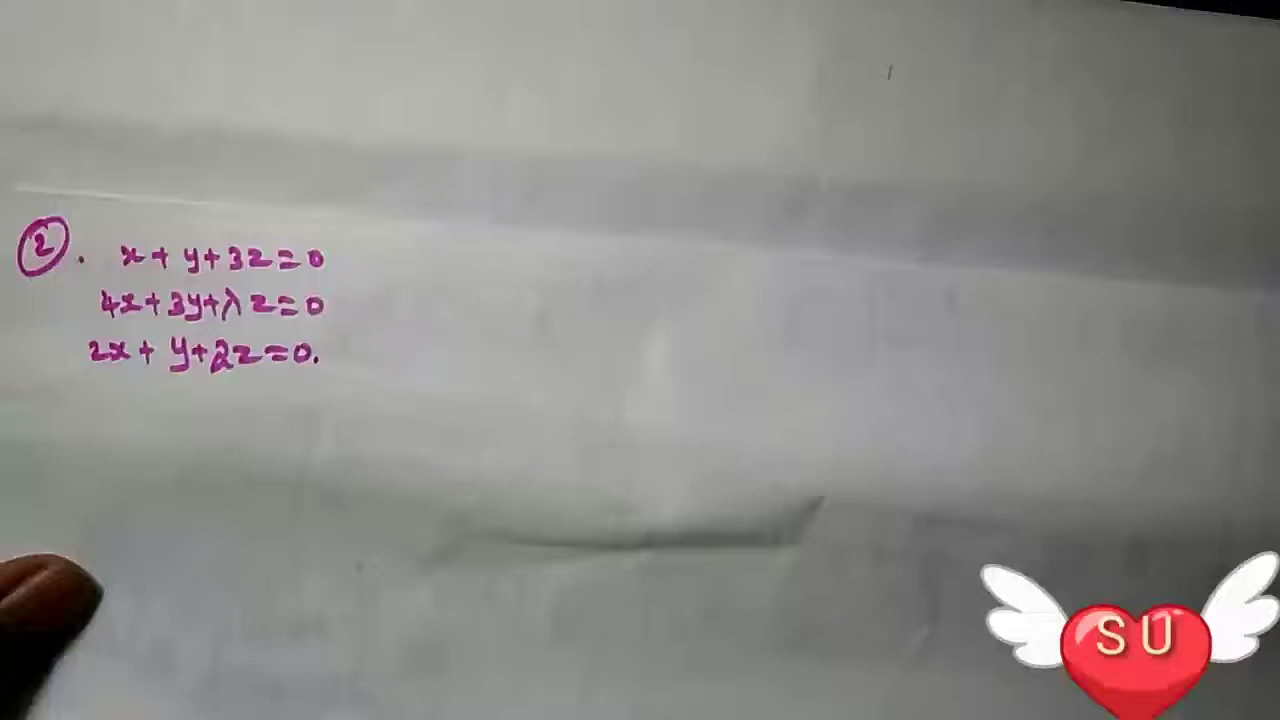 ②. x + y + 3z = 0
4x + 3y + λz = 0
2x + y + 2z = 0.
SU